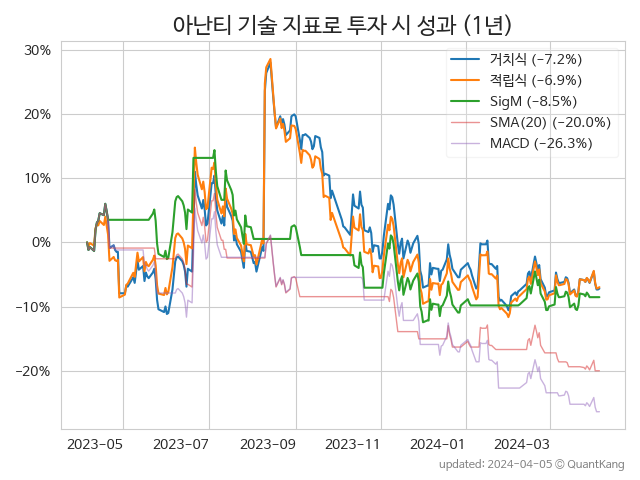 아난티 기술 지표로 투자 시 성과 (1년)
30%
20%
10%
0%
−10%
−20%
거치식 (−7.2%)
적립식 (−6.9%)
SigM (−8.5%)
SMA(20) (−20.0%)
MACD (−26.3%)
2023-05
2023-07
2023-09
2023-11
2024-01
2024-03
updated: 2024-04-05 © QuantKang